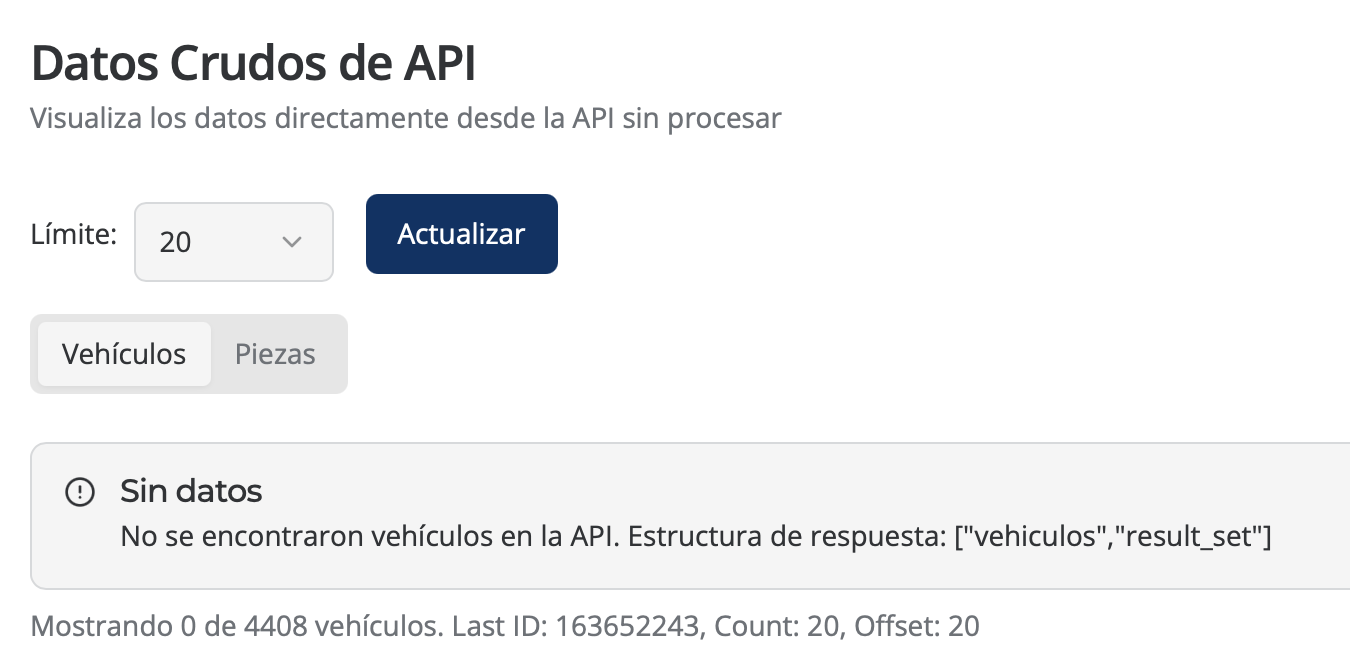 Datos Crudos de API
Visualiza los datos directamente desde la API sin procesar
Límite: 20 Actualizar
Vehículos Piezas
Sin datos
No se encontraron vehículos en la API. Estructura de respuesta: ["vehiculos","result_set"]
Mostrando 0 de 4408 vehículos. Last ID: 163652243, Count: 20, Offset: 20